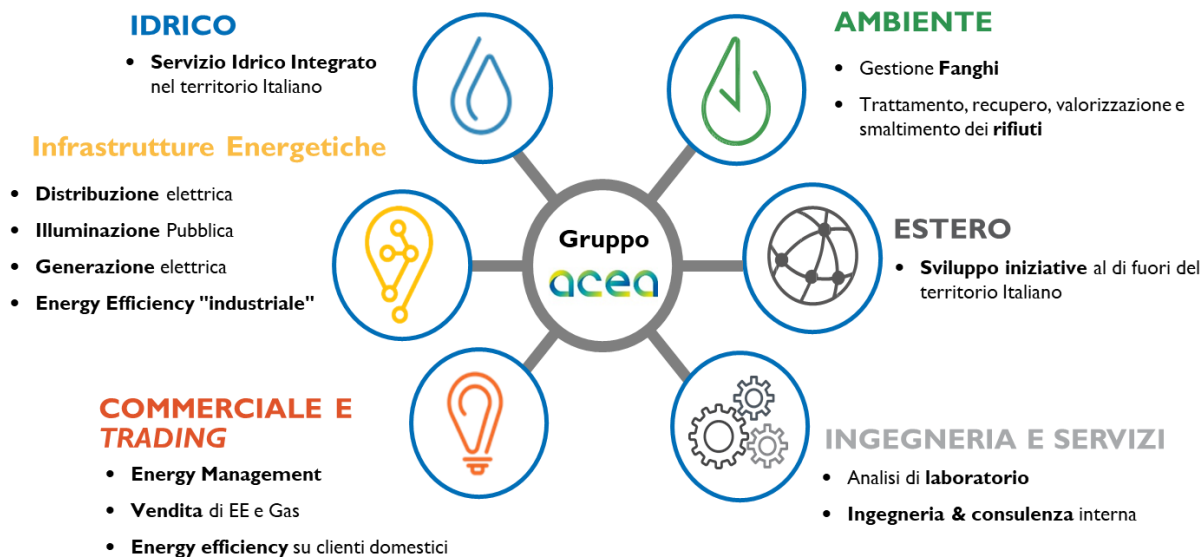 IDRICO
• Servizio Idrico Integrato
nel territorio Italiano
Infrastrutture Energetiche
• Distribuzione elettrica
• Illuminazione Pubblica
• Generazione elettrica
• Energy Efficiency "industriale"
COMMERCIALE E
TRADING
• Energy Management
• Vendita di EE e Gas
• Energy efficiency su clienti domestici
Gruppo
acea
AMBIENTE
• Gestione Fanghi
• Trattamento, recupero, valorizzazione e
smaltimento dei rifiuti
ESTERO
• Sviluppo iniziative al di fuori del
territorio Italiano
INGEGNERIA E SERVIZI
• Analisi di laboratorio
• Ingegneria & consulenza interna